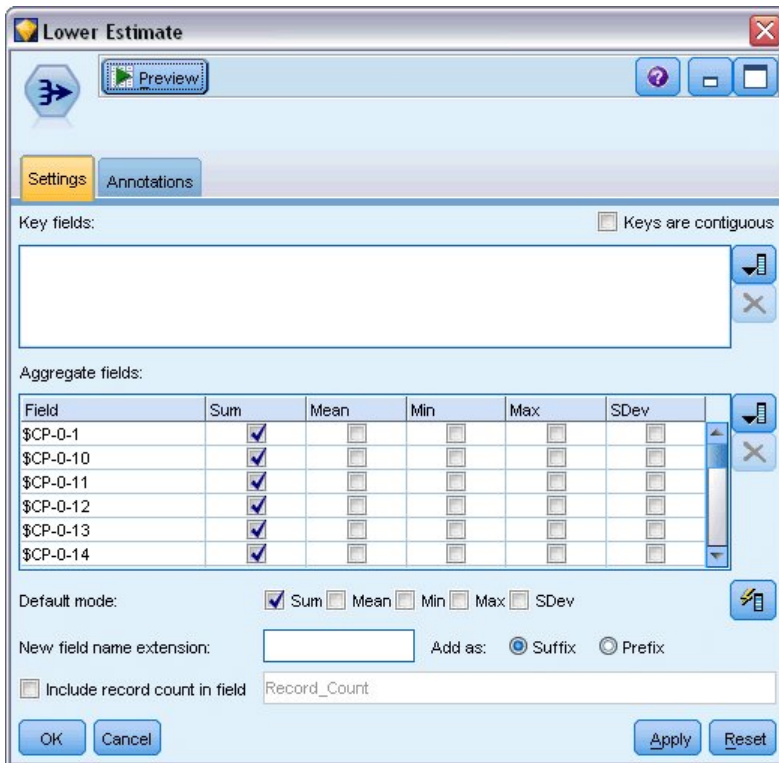 Lower Estimate
Preview
Settings Annotations
Key fields: Keys are contiguous
Aggregate fields:
Field Sum Mean Min Max SDev
$CP-0-1
$CP-0-10
$CP-0-11
$CP-0-12
$CP-0-13
$CP-0-14
Default mode: Sum Mean Min Max SDev
New field name extension: Add as: Suffix Prefix
Include record count in field Record_Count
OK Cancel Apply Reset